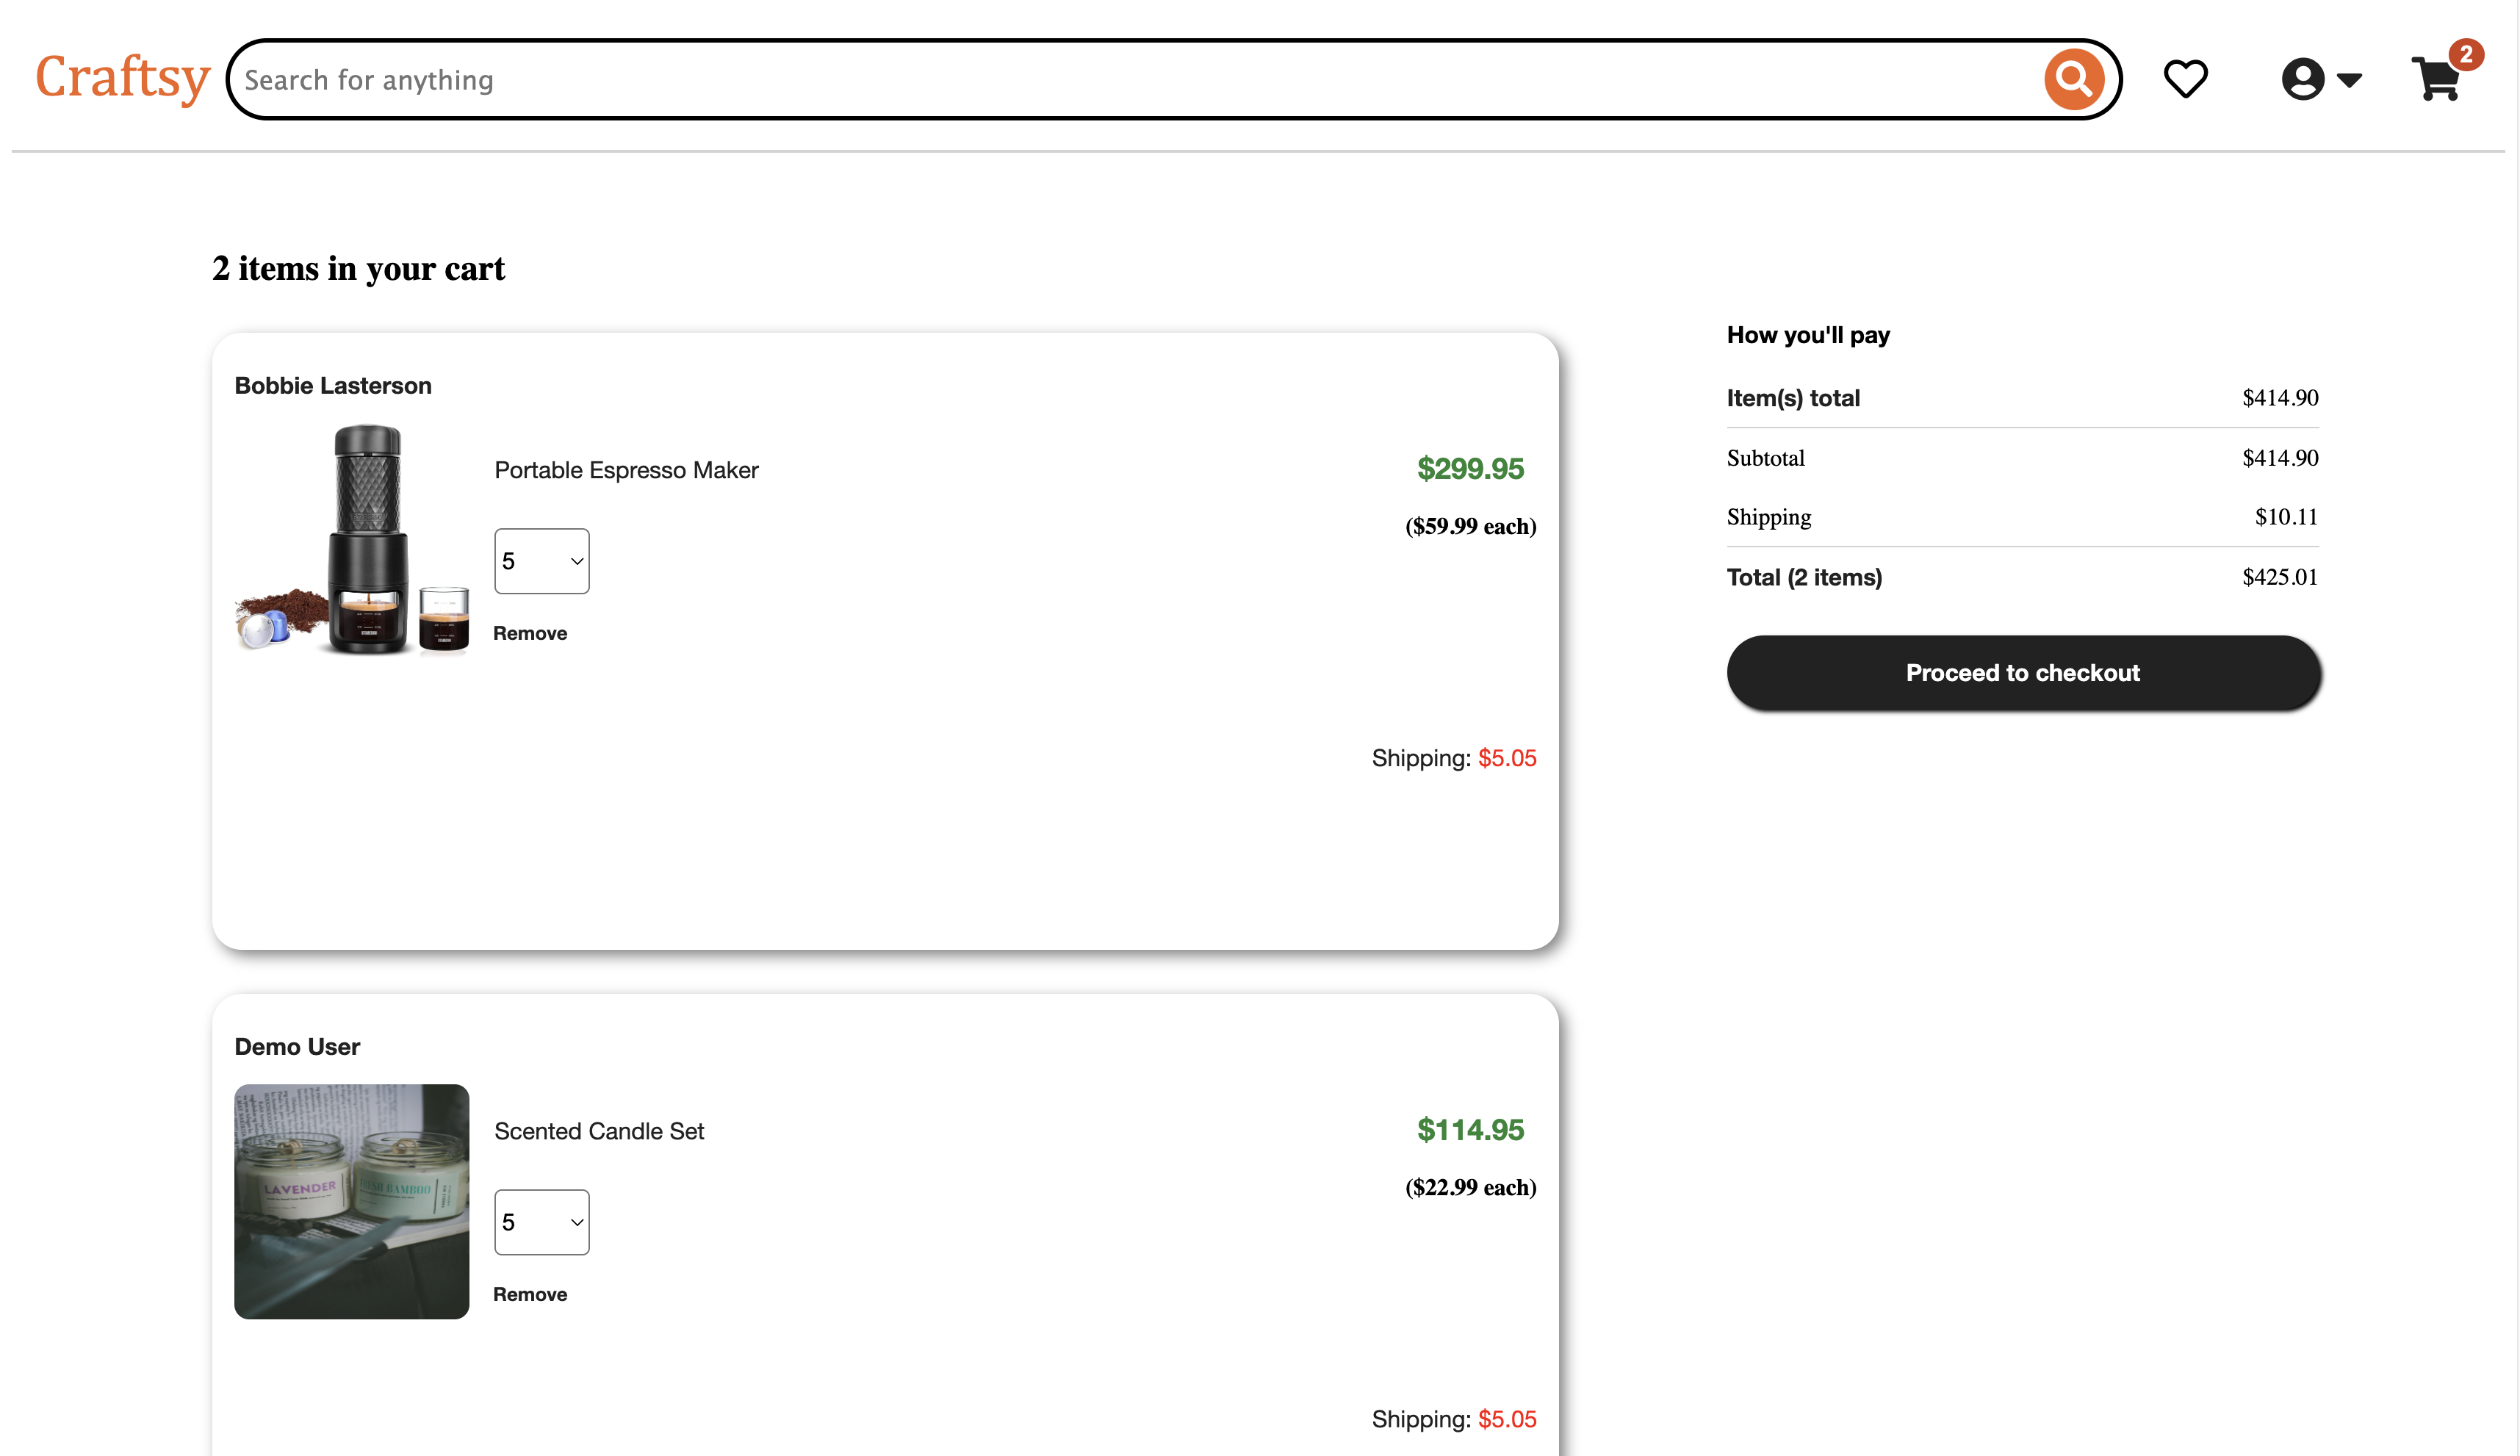 Craftsy
Search for anything
2
2 items in your cart
Bobbie Lasterson
Portable Espresso Maker
$299.95
($59.99 each)
5
Remove
Shipping: $5.05
How you'll pay
Item(s) total $414.90
Subtotal $414.90
Shipping $10.11
Total (2 items) $425.01
Proceed to checkout
Demo User
LAVENDER
BAMBOO
Scented Candle Set
$114.95
($22.99 each)
5
Remove
Shipping: $5.05